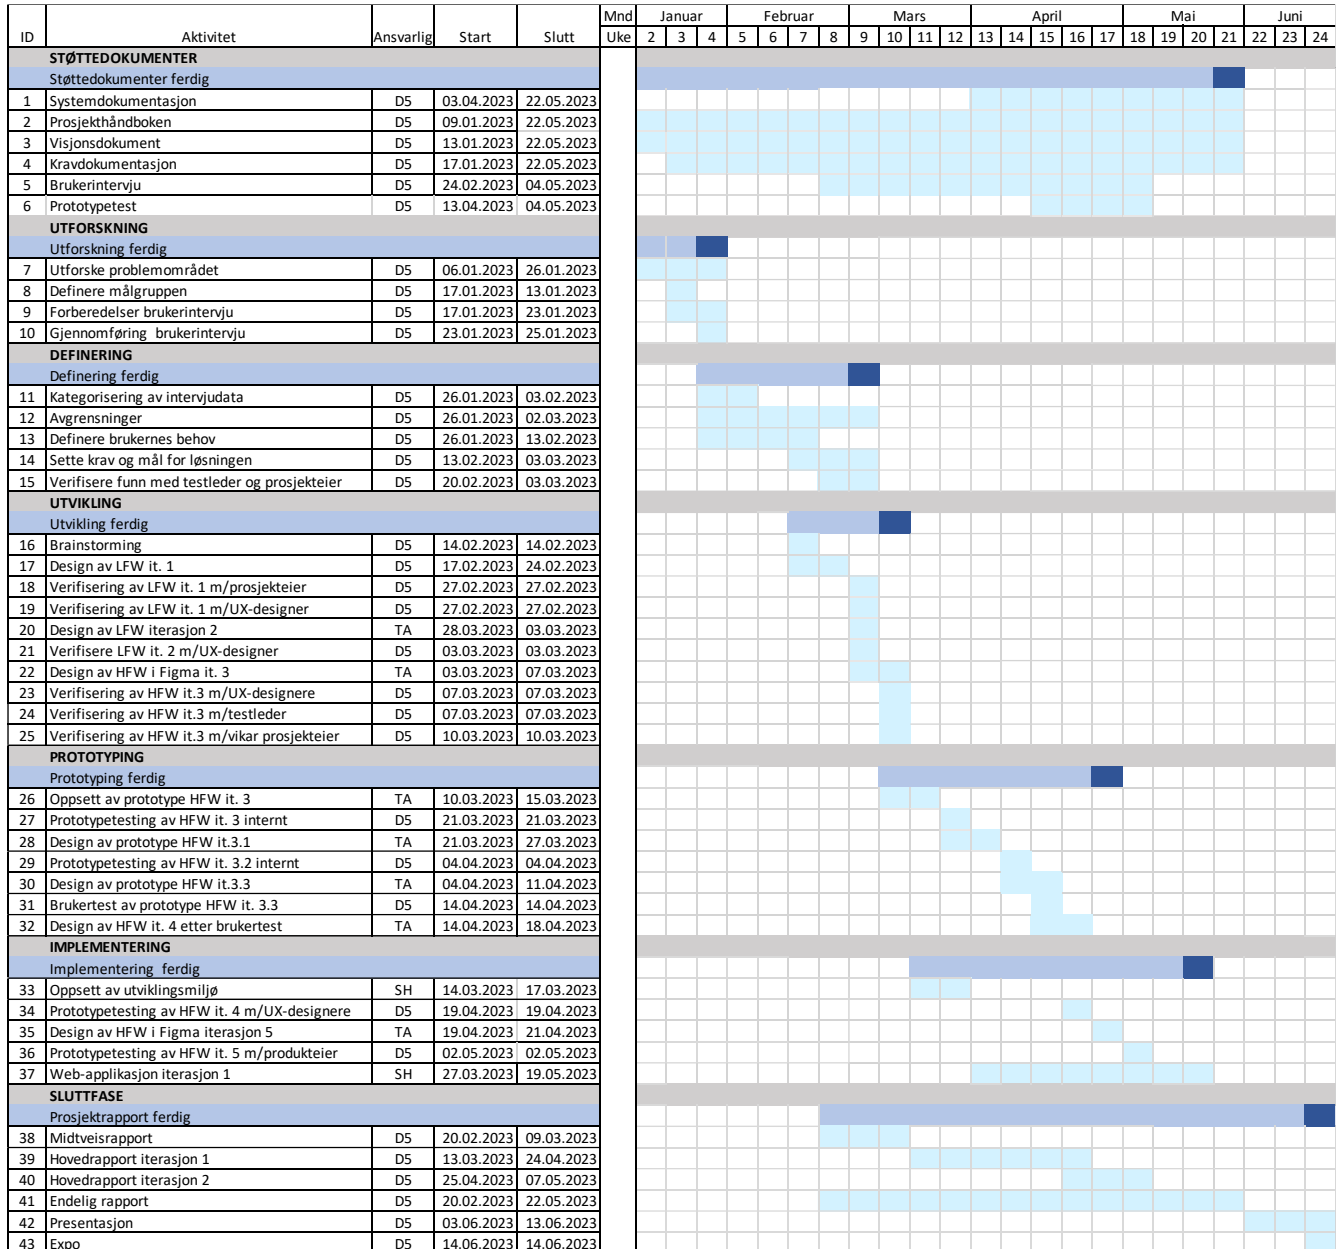 Mnd Januar Februar Mars April Mai Juni
ID Aktivitet Ansvarlig Start Slutt Uke 2 3 4 5 6 7 8 9 10 11 12 13 14 15 16 17 18 19 20 21 22 23 24
STØTTEDOKUMENTER
Støttedokumenter ferdig
1 Systemdokumentasjon D5 03.04.2023 22.05.2023
2 Prosjekthåndboken D5 09.01.2023 22.05.2023
3 Visjonsdokument D5 13.01.2023 22.05.2023
4 Kravdokumentasjon D5 17.01.2023 22.05.2023
5 Brukerintervju D5 24.02.2023 04.05.2023
6 Prototypetest D5 13.04.2023 04.05.2023
UTFORSKNING
Utforskning ferdig
7 Utforske problemområdet D5 06.01.2023 26.01.2023
8 Definere målgruppen D5 17.01.2023 13.01.2023
9 Forberedelser brukerintervju D5 17.01.2023 23.01.2023
10 Gjennomføring  brukerintervju D5 23.01.2023 25.01.2023
DEFINERING
Definering ferdig
11 Kategorisering av intervjudata D5 26.01.2023 03.02.2023
12 Avgrensninger D5 26.01.2023 02.03.2023
13 Definere brukernes behov D5 26.01.2023 13.02.2023
14 Sette krav og mål for løsningen D5 13.02.2023 03.03.2023
15 Verifisere funn med testleder og prosjekteier D5 20.02.2023 03.03.2023
UTVIKLING
Utvikling ferdig
16 Brainstorming D5 14.02.2023 14.02.2023
17 Design av LFW it. 1 D5 17.02.2023 24.02.2023
18 Verifisering av LFW it. 1 m/prosjekteier D5 27.02.2023 27.02.2023
19 Verifisering av LFW it. 1 m/UX-designer D5 27.02.2023 27.02.2023
20 Design av LFW iterasjon 2 TA 28.03.2023 03.03.2023
21 Verifisere LFW it. 2 m/UX-designer D5 03.03.2023 03.03.2023
22 Design av HFW i Figma it. 3 TA 03.03.2023 07.03.2023
23 Verifisering av HFW it.3 m/UX-designere D5 07.03.2023 07.03.2023
24 Verifisering av HFW it.3 m/testleder D5 07.03.2023 07.03.2023
25 Verifisering av HFW it.3 m/vikar prosjekteier D5 10.03.2023 10.03.2023
PROTOTYPING
Prototyping ferdig
26 Oppsett av prototype HFW it. 3 TA 10.03.2023 15.03.2023
27 Prototypetesting av HFW it. 3 internt D5 21.03.2023 21.03.2023
28 Design av prototype HFW it.3.1 TA 21.03.2023 27.03.2023
29 Prototypetesting av HFW it. 3.2 internt D5 04.04.2023 04.04.2023
30 Design av prototype HFW it.3.3 TA 04.04.2023 11.04.2023
31 Brukertest av prototype HFW it. 3.3 D5 14.04.2023 14.04.2023
32 Design av HFW it. 4 etter brukertest TA 14.04.2023 18.04.2023
IMPLEMENTERING
Implementering  ferdig
33 Oppsett av utviklingsmiljø SH 14.03.2023 17.03.2023
34 Prototypetesting av HFW it. 4 m/UX-designere D5 19.04.2023 19.04.2023
35 Design av HFW i Figma iterasjon 5 TA 19.04.2023 21.04.2023
36 Prototypetesting av HFW it. 5 m/produkteier D5 02.05.2023 02.05.2023
37 Web-applikasjon iterasjon 1 SH 27.03.2023 19.05.2023
SLUTTFASE
Prosjektrapport ferdig
38 Midtveisrapport D5 20.02.2023 09.03.2023
39 Hovedrapport iterasjon 1 D5 13.03.2023 24.04.2023
40 Hovedrapport iterasjon 2 D5 25.04.2023 07.05.2023
41 Endelig rapport D5 20.02.2023 22.05.2023
42 Presentasjon D5 03.06.2023 13.06.2023
43 Expo D5 14.06.2023 14.06.2023